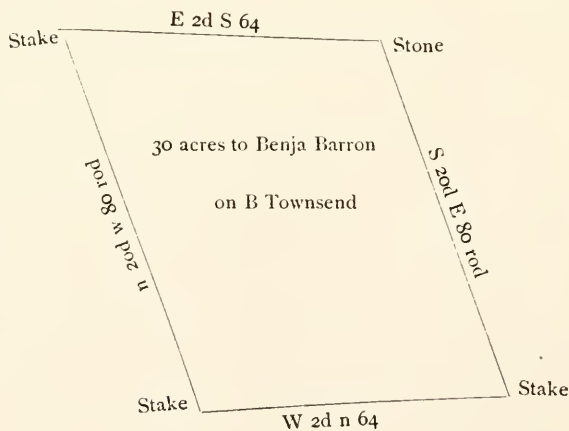 E 2d S 64
Stake
Stone
30 acres to Benja Barron
on B Townsend
n 20d w 80 rod
S 20d E 80 rod
Stake
Stake
W 2d n 64